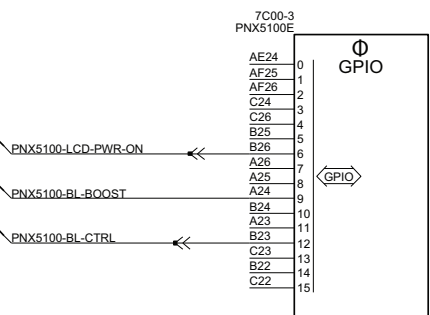 7C00-3
PNX5100E
Φ
GPIO
AE24 0
AF25 1
AF26 2
C24 3
C26 4
B25 5
PNX5100-LCD-PWR-ON B26 6
A26 7
A25 8
GPIO
PNX5100-BL-BOOST A24 9
B24 10
A23 11
PNX5100-BL-CTRL B23 12
C23 13
B22 14
C22 15